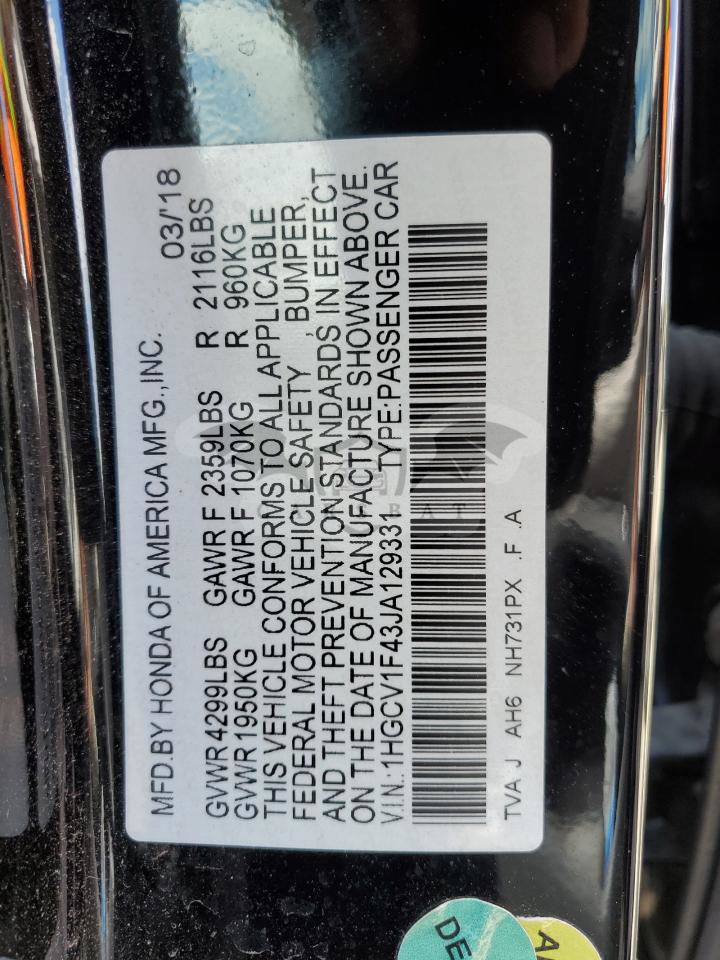 MFD.BY HONDA OF AMERICA MFG.,INC. 03/'18
GVWR 4299LBS GAWR F 2359LBS R 2116LBS
GVWR 1950KG GAWR F 1070KG R 960KG
THIS VEHICLE CONFORMS TO ALL APPLICABLE
FEDERAL MOTOR VEHICLE SAFETY , BUMPER,
AND THEFT PREVENTION STANDARDS IN EFFECT
ON THE DATE OF MANUFACTURE SHOWN ABOVE.
V.I.N.: 1HGCV1F43JA129331 TYPE:PASSENGER CAR
TVA J AH6 NH731PX .F .A
DE